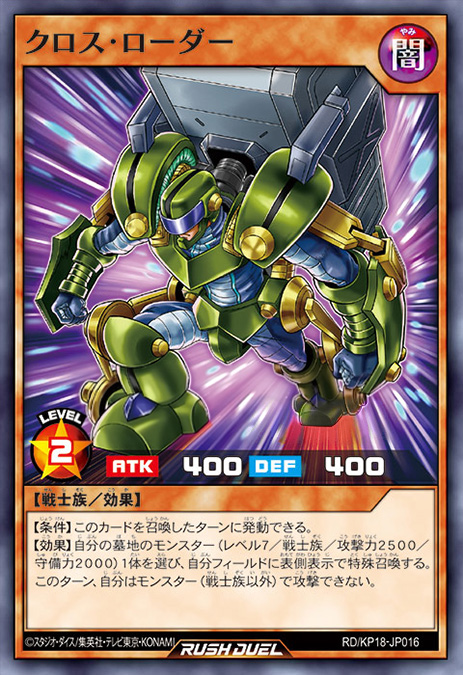 クロス・ローダー
やみ
闇
LEVEL
2
ATK 400 DEF 400
【戦士族/効果】
【条件】このカードを召喚したターンに発動できる。
【効果】自分の墓地のモンスター(レベル7/戦士族/攻撃力2500/
守備力2000)1体を選び、自分フィールドに表側表示で特殊召喚する。
このターン、自分はモンスター(戦士族以外)で攻撃できない。
©スタジオ・ダイス/集英社・テレビ東京・KONAMI
RUSH DUEL
RD/KP18-JP016